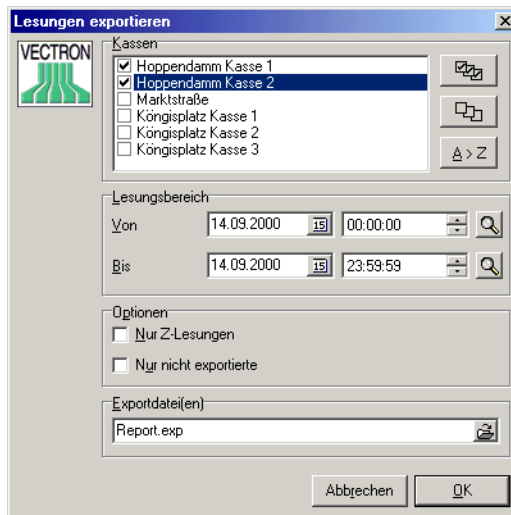 Lesungen exportieren
VECTRON
Kassen
Hoppendamm Kasse 1
Hoppendamm Kasse 2
Marktstraße
Köngisplatz Kasse 1
Köngisplatz Kasse 2
Köngisplatz Kasse 3
A > Z
Lesungsbereich
Von 14.09.2000 15 00:00:00
Bis 14.09.2000 15 23:59:59
Optionen
Nur Z-Lesungen
Nur nicht exportierte
Exportdatei(en)
Report.exp
Abbrechen OK